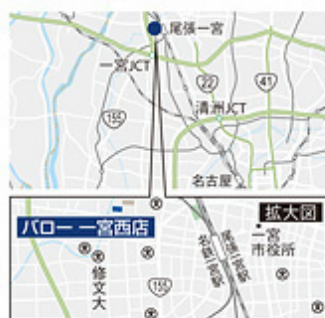 尾張一宮
一宮JCT
22
41
清洲JCT
155
名古屋
拡大図
バロー 一宮西店
一宮
市役所
尾張一宮駅
名鉄一宮駅
修文大
155